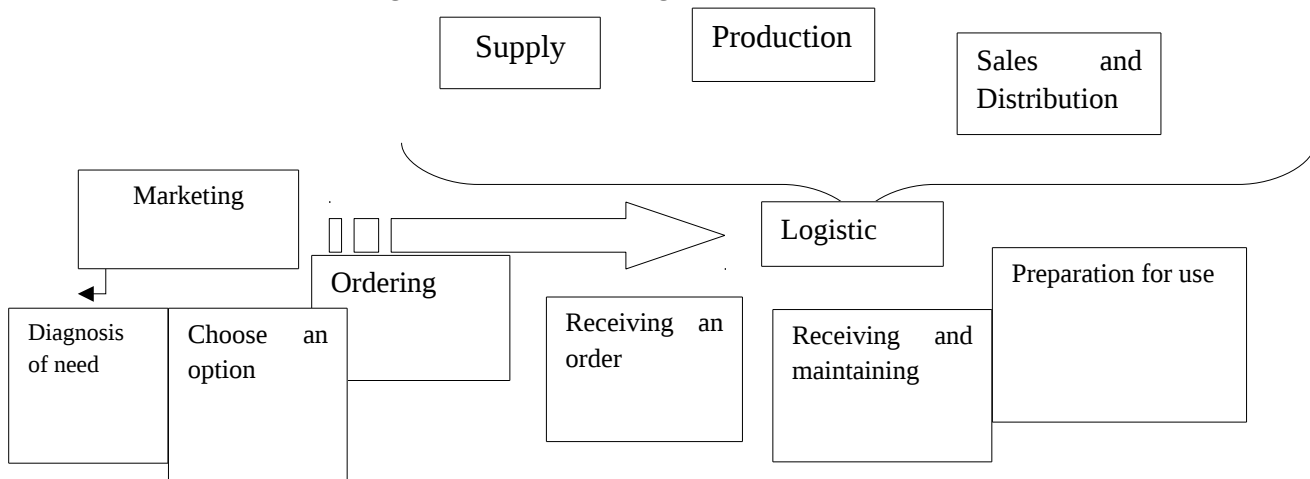 Supply
Production
Sales and
Distribution
Marketing
Logistic
Ordering
Preparation for use
Diagnosis
of need
Choose an
option
Receiving an
order
Receiving and
maintaining